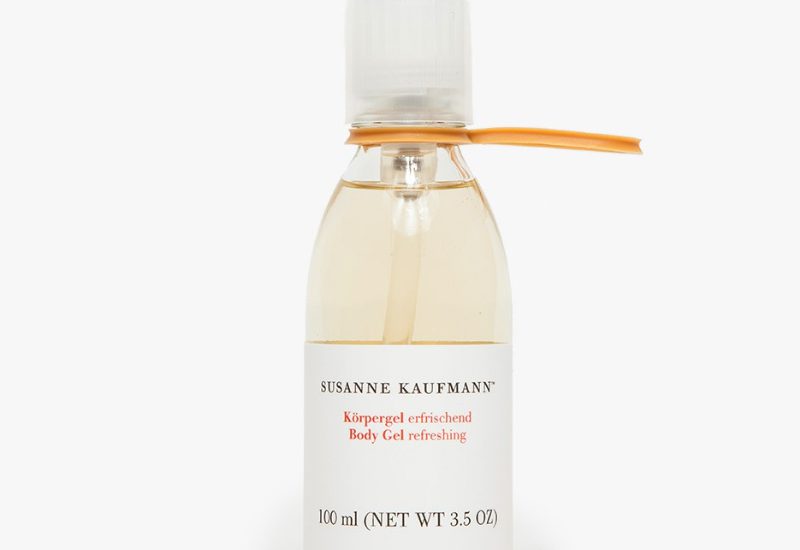 SUSANNE KAUFMANN™
Körpergel erfrischend
Body Gel refreshing
100 ml (NET WT 3.5 OZ)